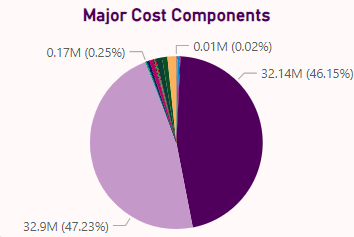 Major Cost Components
0.17M (0.25%)
0.01M (0.02%)
32.14M (46.15%)
32.9M (47.23%)